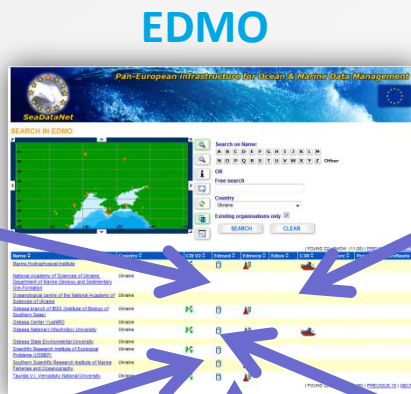 EDMO
Pan-European infrastructure for Ocean & Marine Data Management
SeaDataNet
SEARCH IN EDMO
Search on Name:
A B C D E F G H I J K L M
N O P Q R S T U V W X Y Z Other
OR
Free search
Country
Ukraine
Existing organisations only
SEARCH CLEAR
Name Country CDI V2 Edmed Edmerp Edios CSR
Marine Hydrophysical Institute Ukraine
National Academy of Sciences of Ukraine, Ukraine
Department of Marine Geology and Sedimentary
Ore-Formation
Oceanological centre of the National Academy of Ukraine
Sciences of Ukraine
Odessa branch of IBSS (Institute of Biology of Ukraine
Southern Seas)
Odessa Center YugNIRO Ukraine
Odessa National I.I.Mechnikov University Ukraine
Odessa State Environmental University Ukraine
Scientific Research Institute of Ecological Ukraine
Problems (USRIEP)
Southern Scientific Research Institute of Marine Ukraine
Fisheries and Oceanography
Taurida V.I. Vernadsky National University Ukraine
PREVIOUS 10